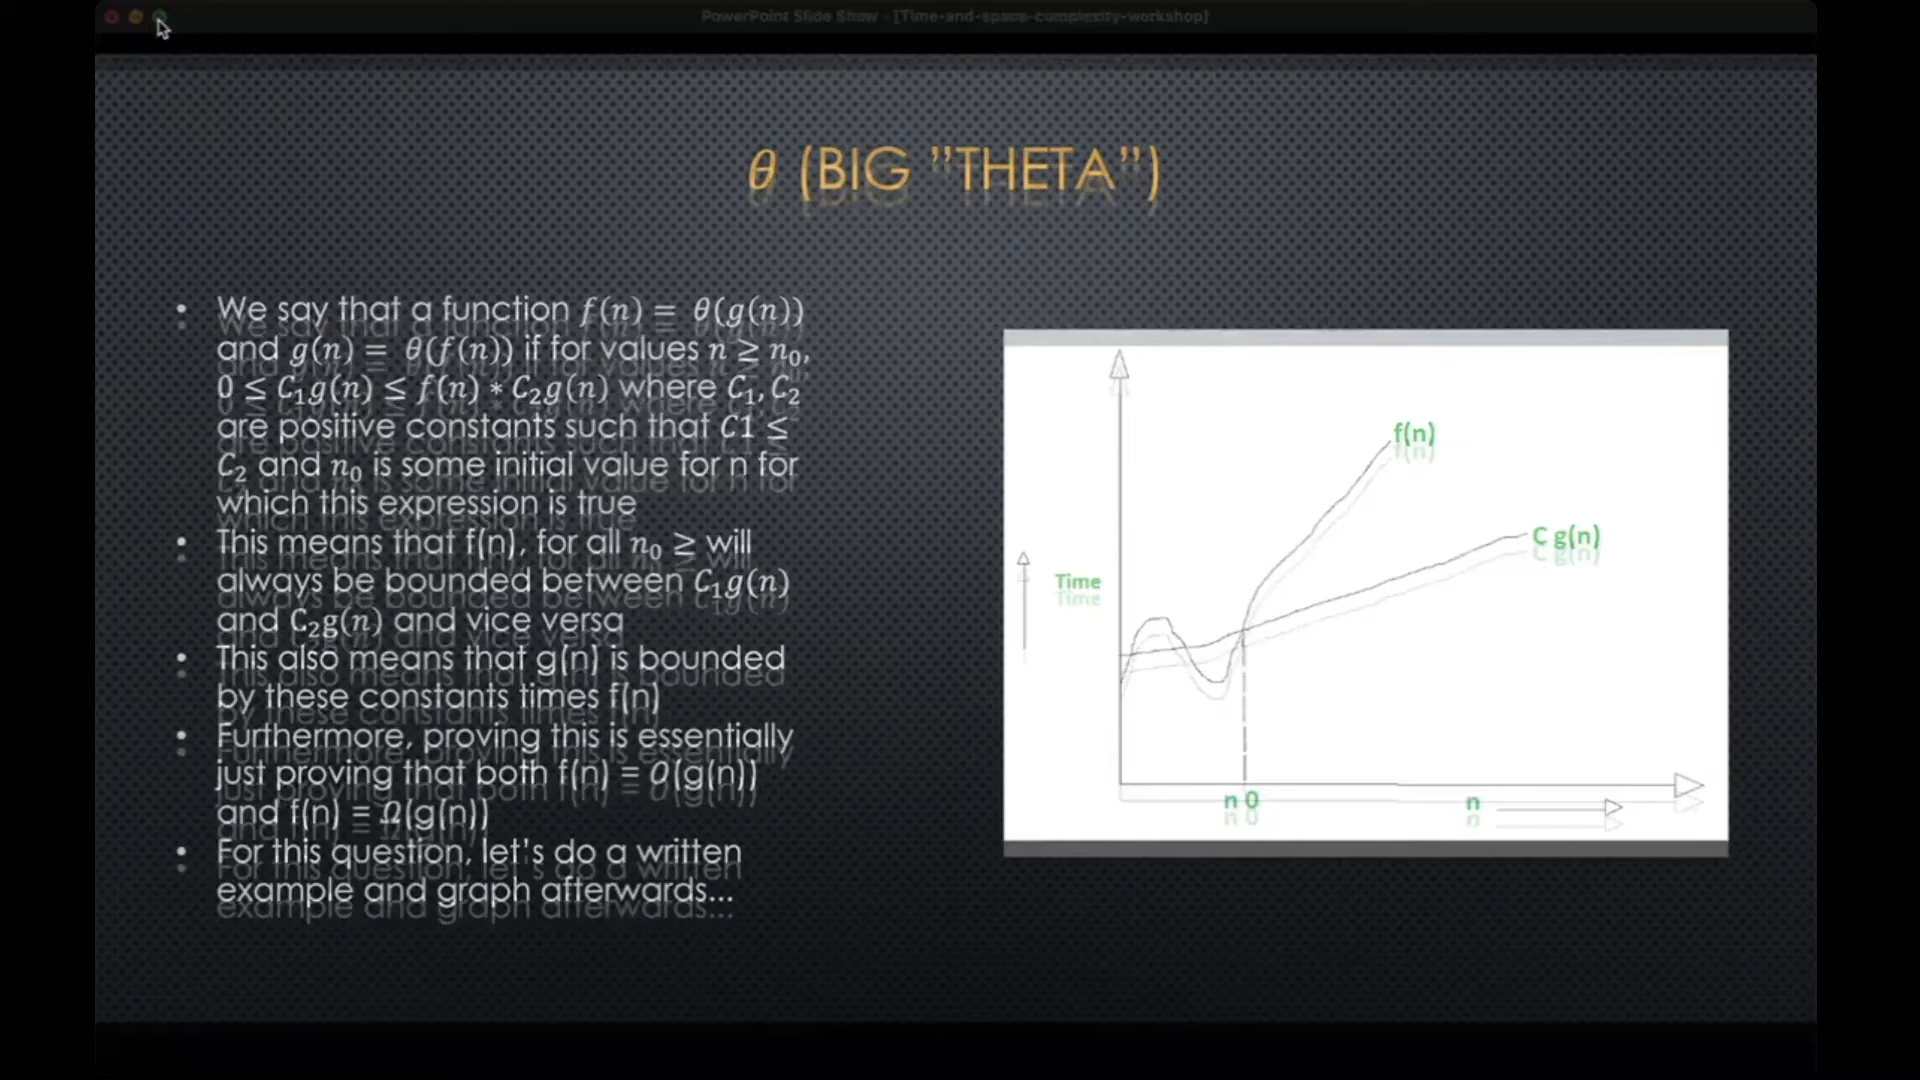 PowerPoint Slide Show - [Time-and-space-complexity-workshop]
θ (BIG ”THETA”)
• We say that a function f(n) = θ(g(n))
and g(n) = θ(f(n)) if for values n ≥ n₀,
0 ≤ C₁g(n) ≤ f(n) ∗ C₂g(n) where C₁, C₂
are positive constants such that C1 ≤
C₂ and n₀ is some initial value for n for
which this expression is true
• This means that f(n), for all n₀ ≥ will
always be bounded between C₁g(n)
and C₂g(n) and vice versa
• This also means that g(n) is bounded
by these constants times f(n)
• Furthermore, proving this is essentially
just proving that both f(n) = O(g(n))
and f(n) = Ω(g(n))
• For this question, let’s do a written
example and graph afterwards...
f(n)
C g(n)
Time
n 0
n